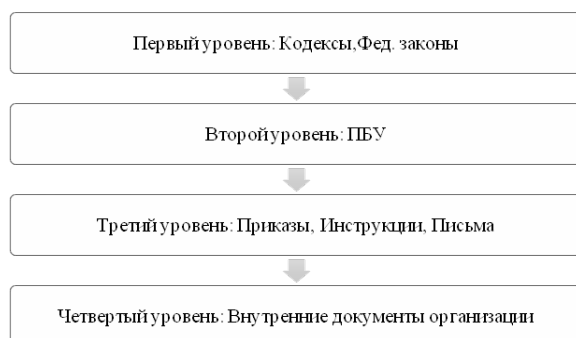 Первый уровень: Кодексы,Фед. законы
Второй уровень: ПБУ
Третий уровень: Приказы, Инструкции, Письма
Четвертый уровень: Внутренние документы организации